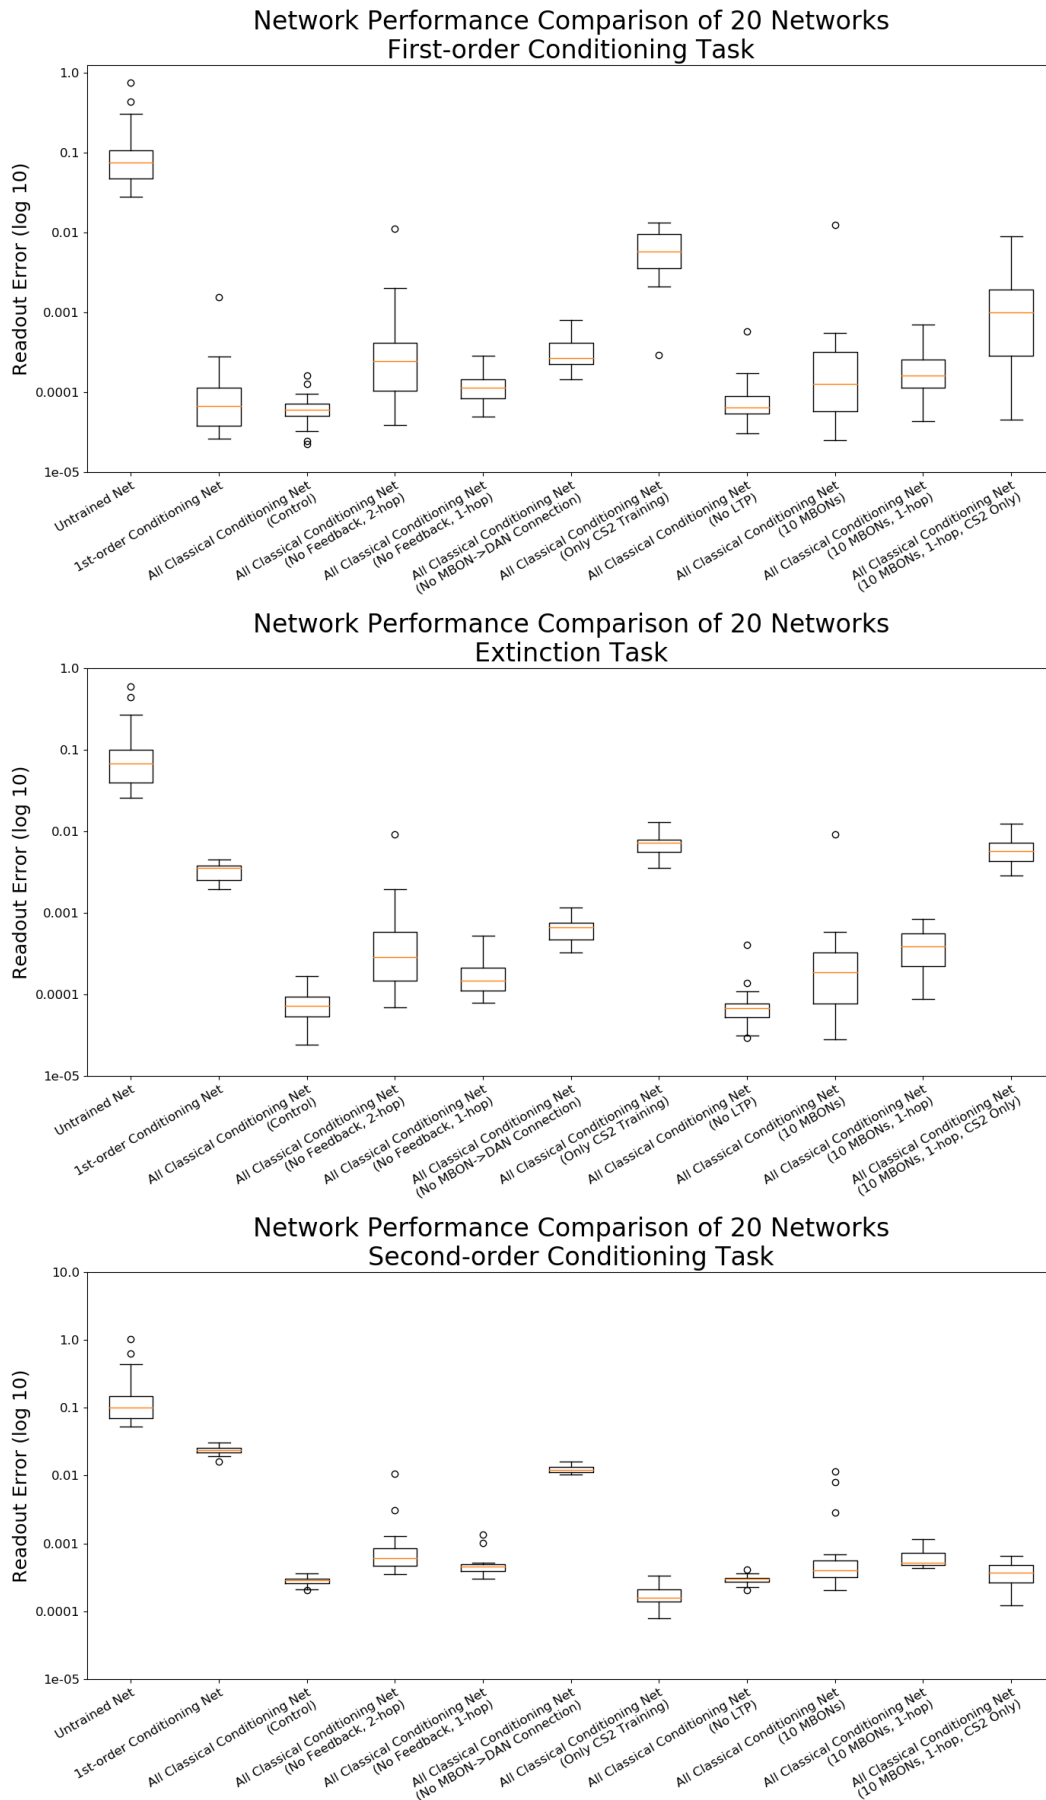 Network Performance Comparison of 20 Networks
First-order Conditioning Task
Readout Error (log 10)
1.0
0.1
0.01
0.001
0.0001
1e-05
Untrained Net
1st-order Conditioning Net
All Classical Conditioning Net
(Control)
All Classical Conditioning Net
(No Feedback, 2-hop)
All Classical Conditioning Net
(No Feedback, 1-hop)
All Classical Conditioning Net
(No MBON->DAN Connection)
All Classical Conditioning Net
(Only CS2 Training)
All Classical Conditioning Net
(No LTP)
All Classical Conditioning Net
(10 MBONs)
All Classical Conditioning Net
(10 MBONs, 1-hop)
All Classical Conditioning Net
(10 MBONs, 1-hop, CS2 Only)
Network Performance Comparison of 20 Networks
Extinction Task
Readout Error (log 10)
1.0
0.1
0.01
0.001
0.0001
1e-05
Untrained Net
1st-order Conditioning Net
All Classical Conditioning Net
(Control)
All Classical Conditioning Net
(No Feedback, 2-hop)
All Classical Conditioning Net
(No Feedback, 1-hop)
All Classical Conditioning Net
(No MBON->DAN Connection)
All Classical Conditioning Net
(Only CS2 Training)
All Classical Conditioning Net
(No LTP)
All Classical Conditioning Net
(10 MBONs)
All Classical Conditioning Net
(10 MBONs, 1-hop)
All Classical Conditioning Net
(10 MBONs, 1-hop, CS2 Only)
Network Performance Comparison of 20 Networks
Second-order Conditioning Task
Readout Error (log 10)
10.0
1.0
0.1
0.01
0.001
0.0001
1e-05
Untrained Net
1st-order Conditioning Net
All Classical Conditioning Net
(Control)
All Classical Conditioning Net
(No Feedback, 2-hop)
All Classical Conditioning Net
(No Feedback, 1-hop)
All Classical Conditioning Net
(No MBON->DAN Connection)
All Classical Conditioning Net
(Only CS2 Training)
All Classical Conditioning Net
(No LTP)
All Classical Conditioning Net
(10 MBONs)
All Classical Conditioning Net
(10 MBONs, 1-hop)
All Classical Conditioning Net
(10 MBONs, 1-hop, CS2 Only)